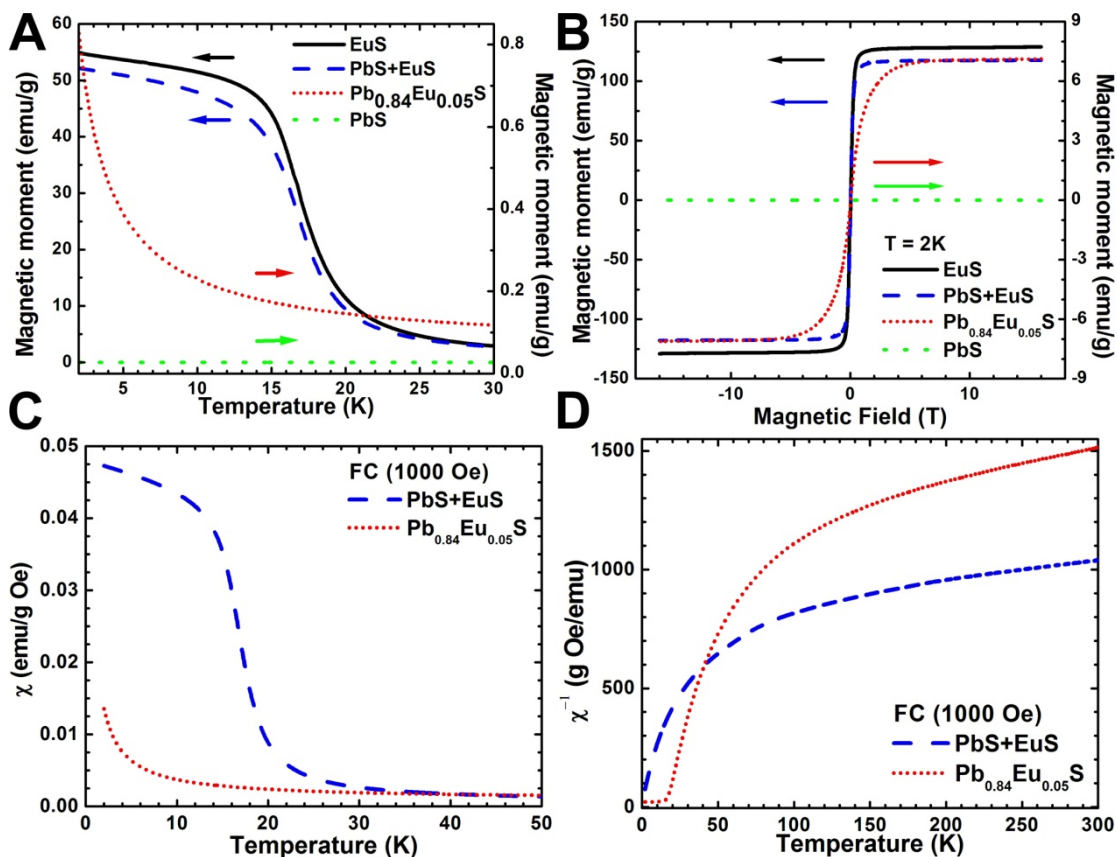 A
60
50
40
30
20
10
0
Magnetic moment (emu/g)
EuS
PbS+EuS
Pb0.84Eu0.05S
PbS
0.8
0.6
0.4
0.2
0.0
Magnetic moment (emu/g)
5 10 15 20 25 30
Temperature (K)
B
150
125
100
75
50
25
0
-25
-50
-75
-100
-125
-150
Magnetic moment (emu/g)
T = 2K
EuS
PbS+EuS
Pb0.84Eu0.05S
PbS
9
6
3
0
-3
-6
-9
Magnetic moment (emu/g)
-10 0 10
Magnetic Field (T)
C
0.05
0.04
0.03
0.02
0.01
0.00
χ (emu/g Oe)
FC (1000 Oe)
PbS+EuS
Pb0.84Eu0.05S
0 10 20 30 40 50
Temperature (K)
D
1500
1000
500
0
χ-1 (g Oe/emu)
FC (1000 Oe)
PbS+EuS
Pb0.84Eu0.05S
0 50 100 150 200 250 300
Temperature (K)